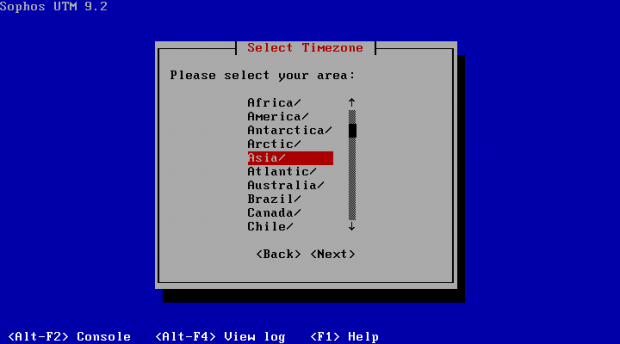 Sophos UTM 9.2
Select Timezone
Please select your area:
Africa/
America/
Antarctica/
Arctic/
Asia/
Atlantic/
Australia/
Brazil/
Canada/
Chile/
<Back> <Next>
<Alt-F2> Console <Alt-F4> View log <F1> Help